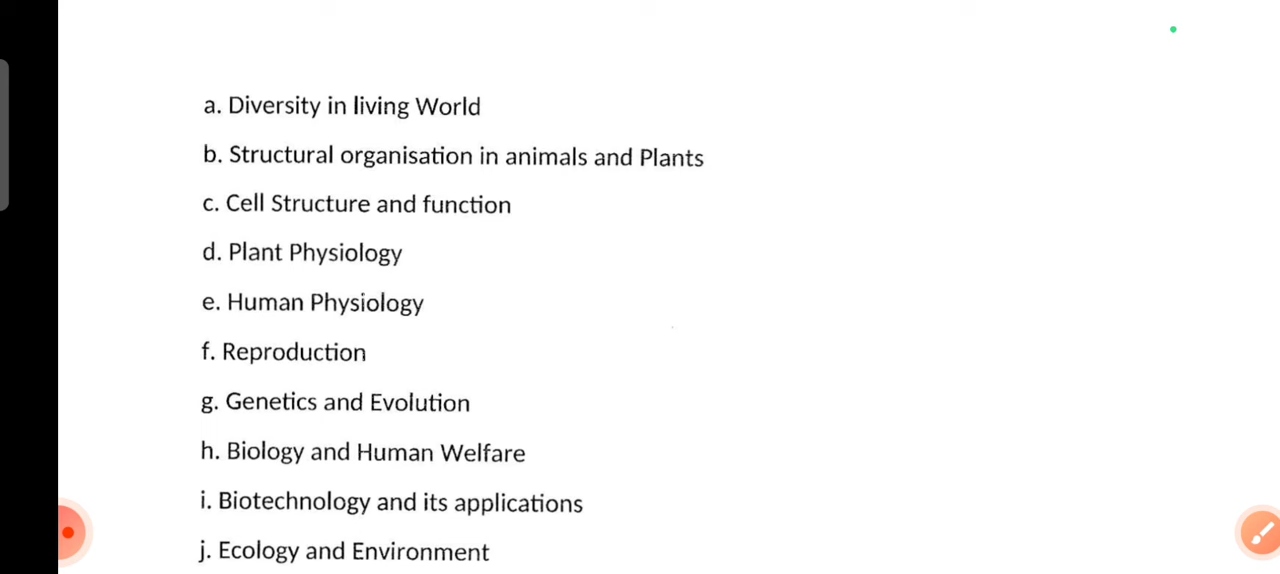 a. Diversity in living World
b. Structural organisation in animals and Plants
c. Cell Structure and function
d. Plant Physiology
e. Human Physiology
f. Reproduction
g. Genetics and Evolution
h. Biology and Human Welfare
i. Biotechnology and its applications
j. Ecology and Environment